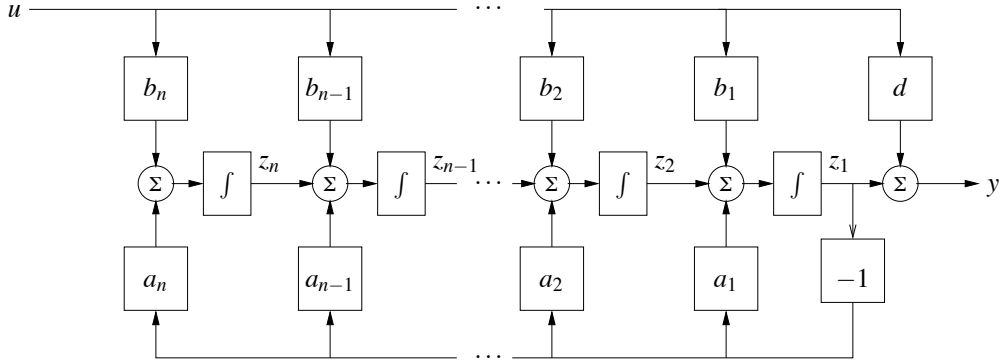 u ⋯
b_n b_{n−1} b_2 b_1 d
Σ ∫ z_n Σ ∫ z_{n−1} ⋯ Σ ∫ z_2 Σ ∫ z_1 Σ y
a_n a_{n−1} a_2 a_1 −1
⋯